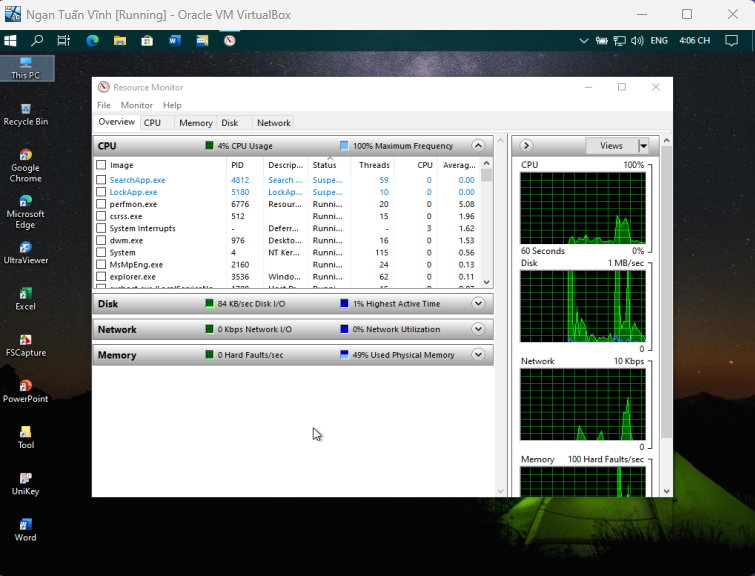 Ngạn Tuấn Vĩnh [Running] - Oracle VM VirtualBox
ENG 4:06 CH
This PC
Recycle Bin
Google Chrome
Microsoft Edge
UltraViewer
Excel
FSCapture
PowerPoint
Tool
UniKey
Word
Resource Monitor
File Monitor Help
Overview CPU Memory Disk Network
CPU 4% CPU Usage 100% Maximum Frequency
Image PID Descrip... Status Threads CPU Averag...
SearchApp.exe 4812 Search ... Suspe... 59 0 0.00
LockApp.exe 5180 LockAp... Suspe... 10 0 0.00
perfmon.exe 6776 Resour... Runni... 20 0 5.08
csrss.exe 512 Runni... 15 0 1.96
System Interrupts - Deferr... Runni... - 3 1.62
dwm.exe 976 Deskto... Runni... 16 0 1.53
System 4 NT Ker... Runni... 115 0 0.56
MsMpEng.exe 2160 Runni... 24 0 0.13
explorer.exe 3536 Windo... Runni... 62 0 0.11
Disk 84 KB/sec Disk I/O 1% Highest Active Time
Network 0 Kbps Network I/O 0% Network Utilization
Memory 0 Hard Faults/sec 49% Used Physical Memory
Views
CPU 100%
60 Seconds 0%
Disk 1 MB/sec
0
Network 10 Kbps
0
Memory 100 Hard Faults/sec